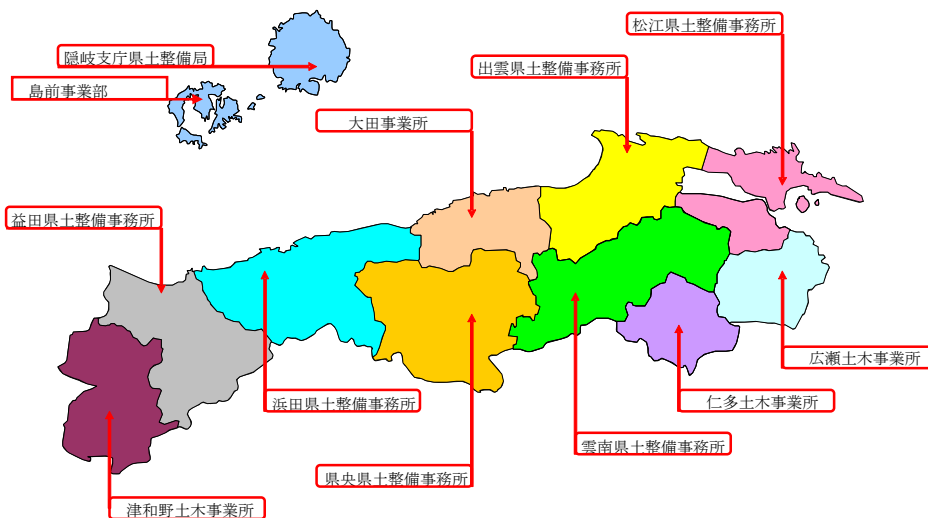 松江県土整備事務所
隠岐支庁県土整備局
出雲県土整備事務所
島前事業部
大田事業所
益田県土整備事務所
広瀬土木事業所
浜田県土整備事務所
仁多土木事業所
雲南県土整備事務所
県央県土整備事務所
津和野土木事業所